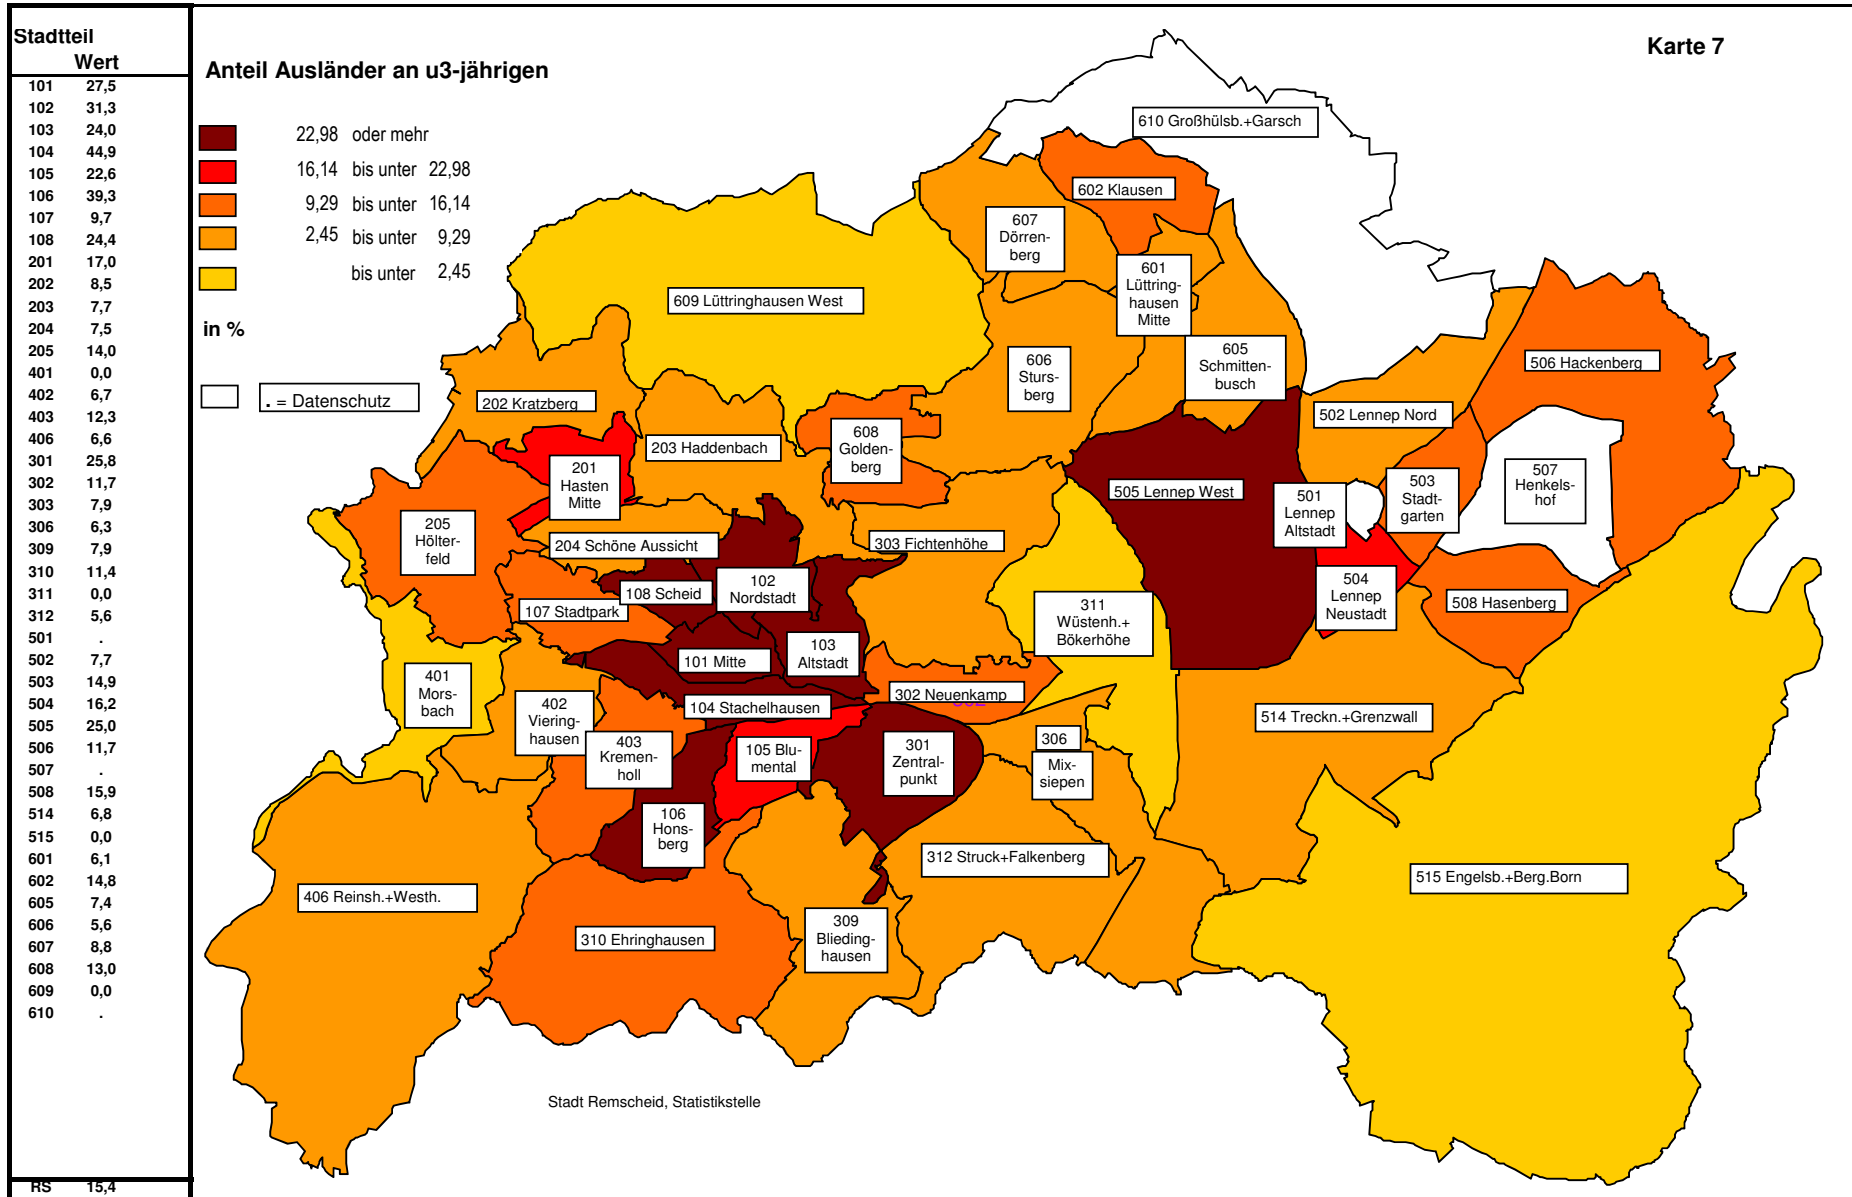 Stadtteil
Wert
101 27,5
102 31,3
103 24,0
104 44,9
105 22,6
106 39,3
107 9,7
108 24,4
201 17,0
202 8,5
203 7,7
204 7,5
205 14,0
401 0,0
402 6,7
403 12,3
406 6,6
301 25,8
302 11,7
303 7,9
306 6,3
309 7,9
310 11,4
311 0,0
312 5,6
501 .
502 7,7
503 14,9
504 16,2
505 25,0
506 11,7
507 .
508 15,9
514 6,8
515 0,0
601 6,1
602 14,8
605 7,4
606 5,6
607 8,8
608 13,0
609 0,0
610 .
RS 15,4
Karte 7
Anteil Ausländer an u3-jährigen
22,98 oder mehr
16,14 bis unter 22,98
9,29 bis unter 16,14
2,45 bis unter 9,29
bis unter 2,45
in %
. = Datenschutz
610 Großhülsb.+Garsch
602 Klausen
607
Dörren-
berg
601
Lüttring-
hausen
Mitte
609 Lüttringhausen West
605
Schmitten-
busch
606
Sturs-
berg
506 Hackenberg
202 Kratzberg
502 Lennep Nord
203 Haddenbach
608
Golden-
berg
201
Hasten
Mitte
505 Lennep West
501
Lennep
Altstadt
503
Stadt-
garten
507
Henkels-
hof
205
Hölter-
feld
204 Schöne Aussicht
303 Fichtenhöhe
102
Nordstadt
108 Scheid
107 Stadtpark
504
Lennep
Neustadt
508 Hasenberg
311
Wüstenh.+
Bökerhöhe
103
Altstadt
101 Mitte
401
Mors-
bach
302 Neuenkamp
402
Viering-
hausen
104 Stachelhausen
514 Treckn.+Grenzwall
403
Kremen-
holl
105 Blu-
mental
301
Zentral-
punkt
306
Mix-
siepen
106
Hons-
berg
312 Struck+Falkenberg
515 Engelsb.+Berg.Born
406 Reinsh.+Westh.
310 Ehringhausen
309
Blieding-
hausen
Stadt Remscheid, Statistikstelle